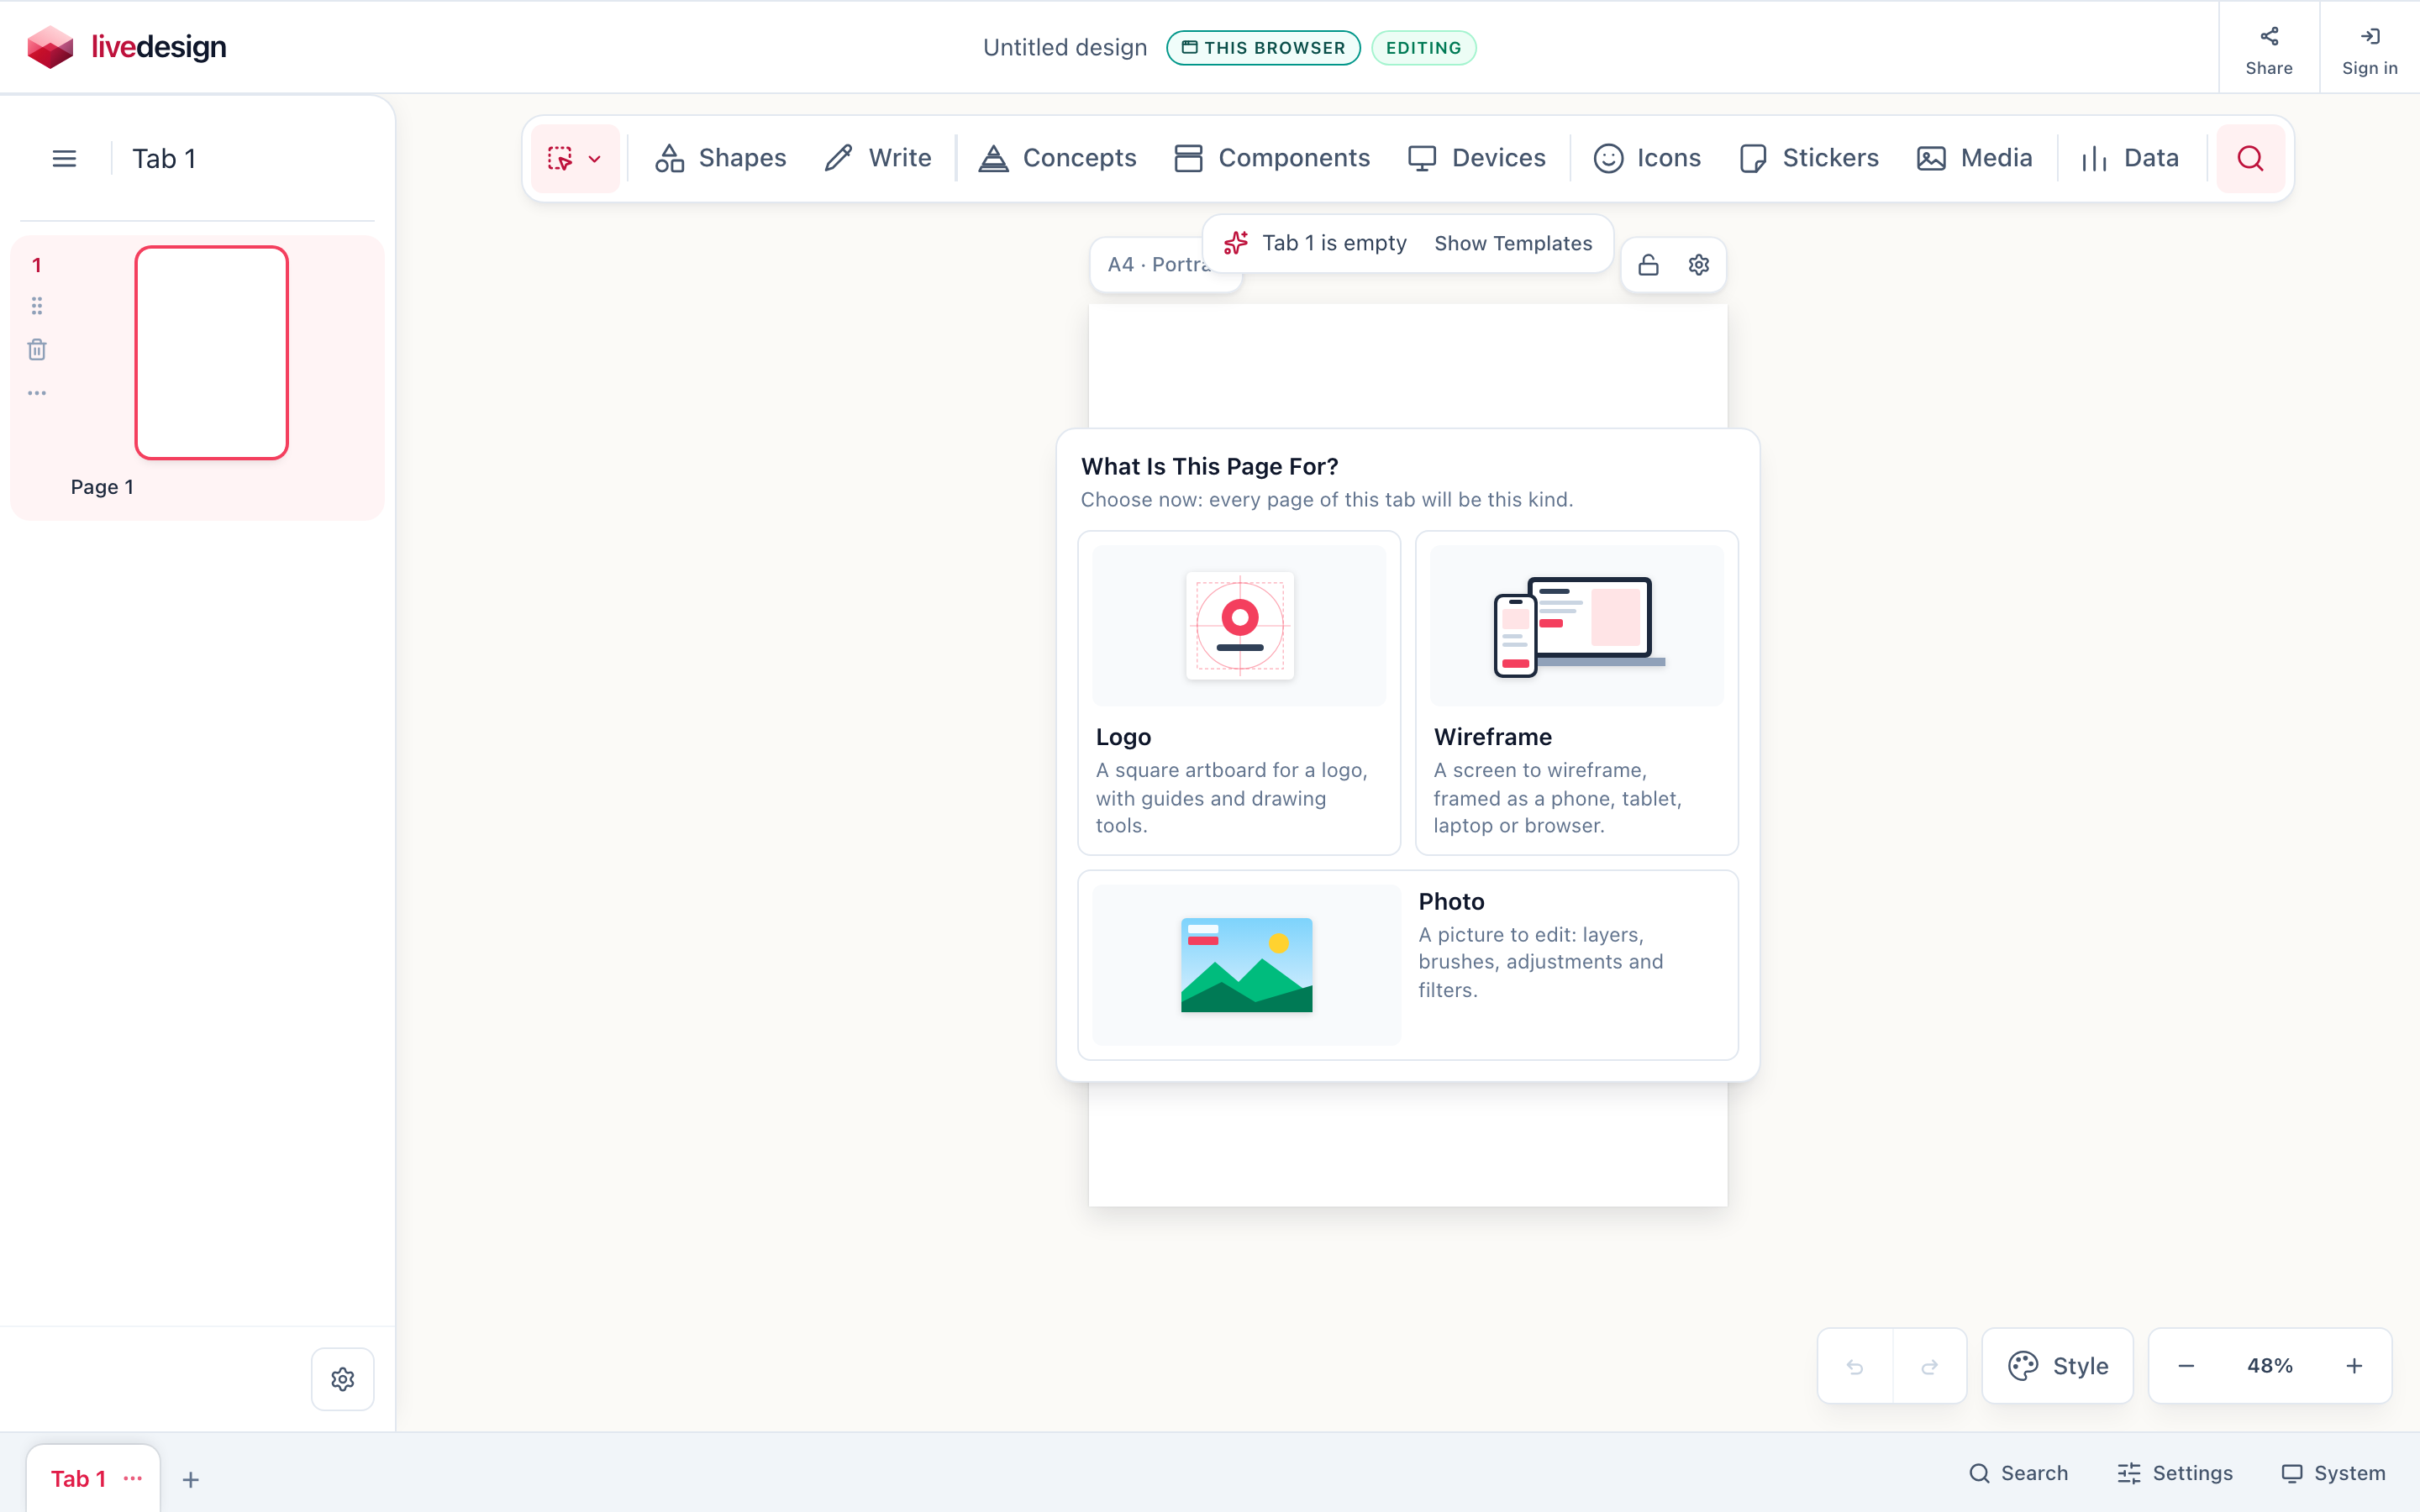 livedesign
Untitled design
THIS BROWSER
EDITING
Share
Sign in
Tab 1
Shapes
Write
Concepts
Components
Devices
Icons
Stickers
Media
Data
Tab 1 is empty
Show Templates
1
A4 · Portra
Page 1
What Is This Page For?
Choose now: every page of this tab will be this kind.
Logo
A square artboard for a logo,
with guides and drawing
tools.
Wireframe
A screen to wireframe,
framed as a phone, tablet,
laptop or browser.
Photo
A picture to edit: layers,
brushes, adjustments and
filters.
Style
48%
Tab 1
Search
Settings
System